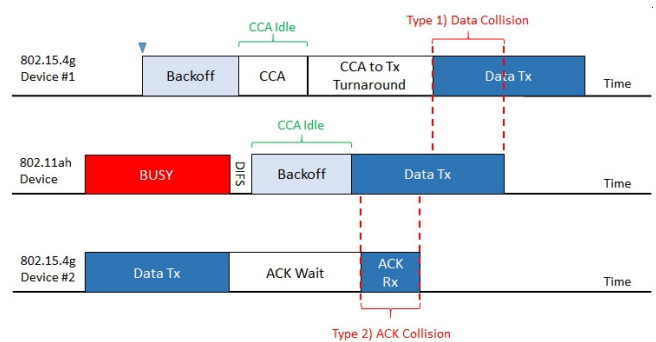 Type 1) Data Collision
CCA Idle
802.15.4g
Device #1
Backoff
CCA
CCA to Tx
Turnaround
Data Tx
Time
CCA Idle
802.11ah
Device
BUSY
DIFS
Backoff
Data Tx
Time
802.15.4g
Device #2
Data Tx
ACK Wait
ACK
Rx
Time
Type 2) ACK Collision